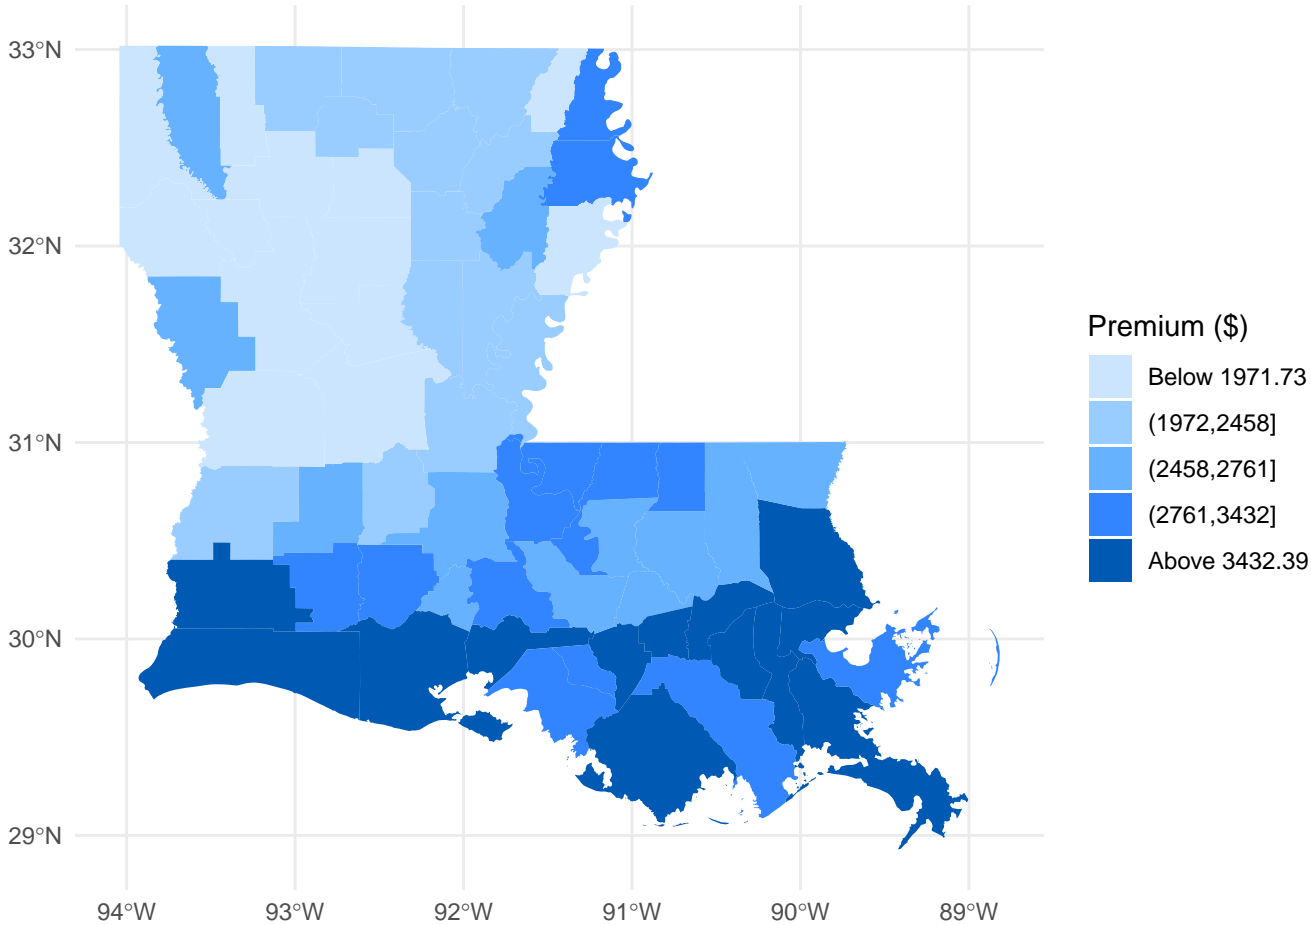 33°N
32°N
31°N
30°N
29°N
94°W
93°W
92°W
91°W
90°W
89°W
Premium ($)
Below 1971.73
(1972,2458]
(2458,2761]
(2761,3432]
Above 3432.39